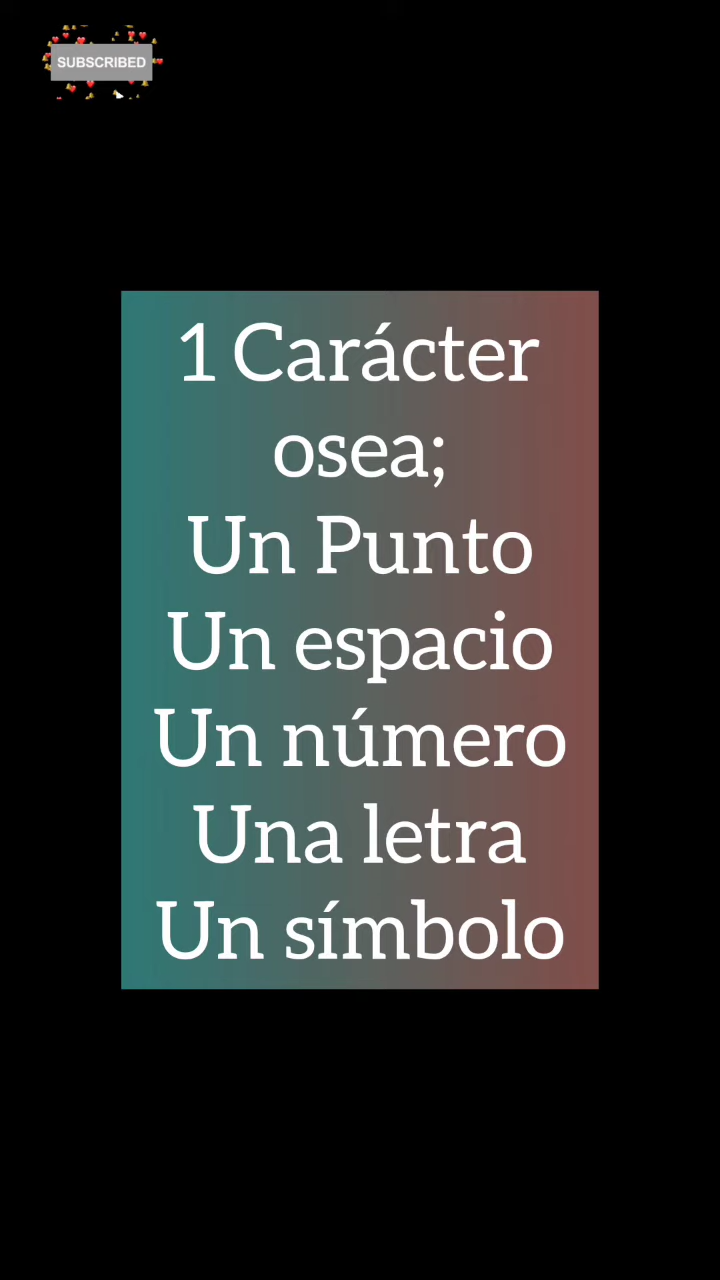 SUBSCRIBED
1 Carácter
osea;
Un Punto
Un espacio
Un número
Una letra
Un símbolo